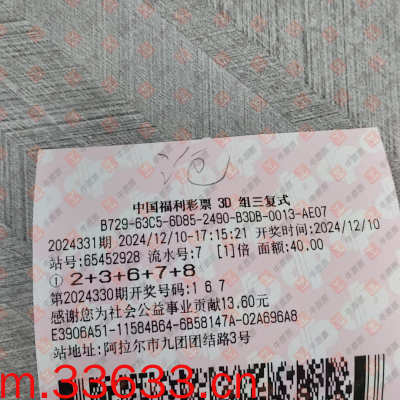 中国福利彩票 3D 组三复式
B729-63C5-6D85-2490-B3DB-0013-AE07
2024331期 2024/12/10-17:15:21 开奖时间:2024/12/10
站号:65452928 流水号:7 [1]倍 面额:40.00
① 2+3+6+7+8
第2024330期开奖号码:1 6 7
感谢您为社会公益事业贡献13.60元
E3906A51-11584B64-6B58147A-02A696A8
站地址:阿拉尔市九团团结路3号
m.33633.cn